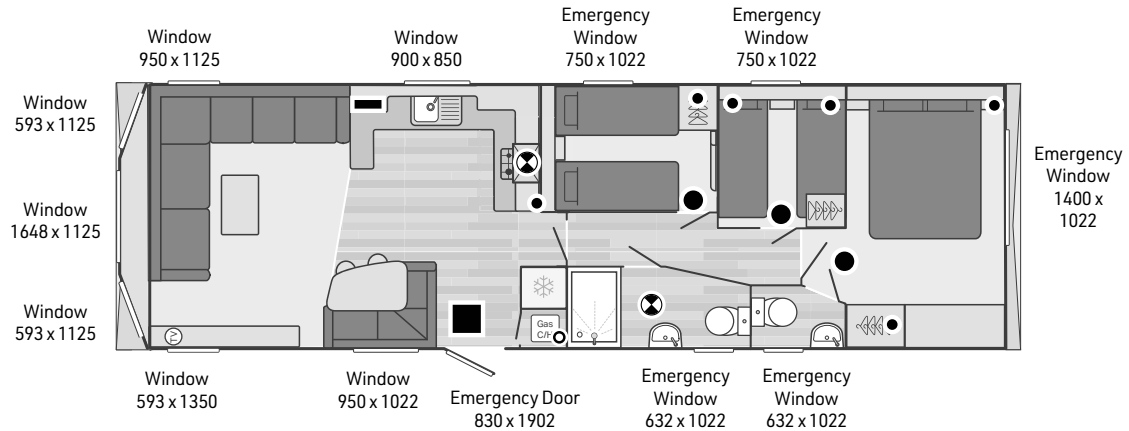 Window
950 x 1125
Window
900 x 850
Emergency
Window
750 x 1022
Emergency
Window
750 x 1022
Window
593 x 1125
Window
1648 x 1125
Window
593 x 1125
Emergency
Window
1400 x
1022
Gas
C/H
TV
Window
593 x 1350
Window
950 x 1022
Emergency Door
830 x 1902
Emergency
Window
632 x 1022
Emergency
Window
632 x 1022